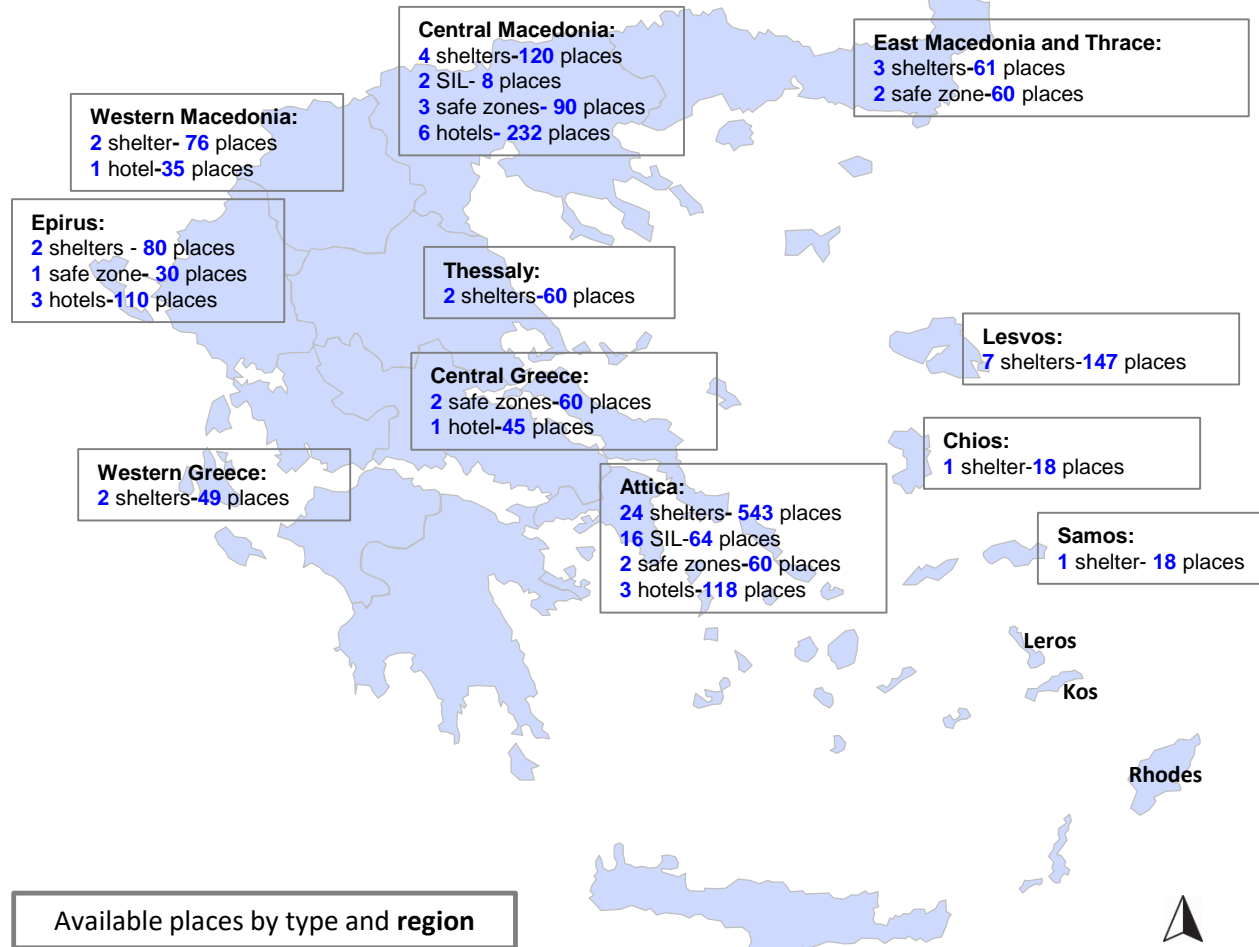 Central Macedonia:
4 shelters-120 places
2 SIL- 8 places
3 safe zones- 90 places
6 hotels- 232 places
East Macedonia and Thrace:
3 shelters-61 places
2 safe zone-60 places
Western Macedonia:
2 shelter- 76 places
1 hotel-35 places
Epirus:
2 shelters - 80 places
1 safe zone- 30 places
3 hotels-110 places
Thessaly:
2 shelters-60 places
Lesvos:
7 shelters-147 places
Central Greece:
2 safe zones-60 places
1 hotel-45 places
Chios:
1 shelter-18 places
Western Greece:
2 shelters-49 places
Attica:
24 shelters- 543 places
16 SIL-64 places
2 safe zones-60 places
3 hotels-118 places
Samos:
1 shelter- 18 places
Leros
Kos
Rhodes
Available places by type and region